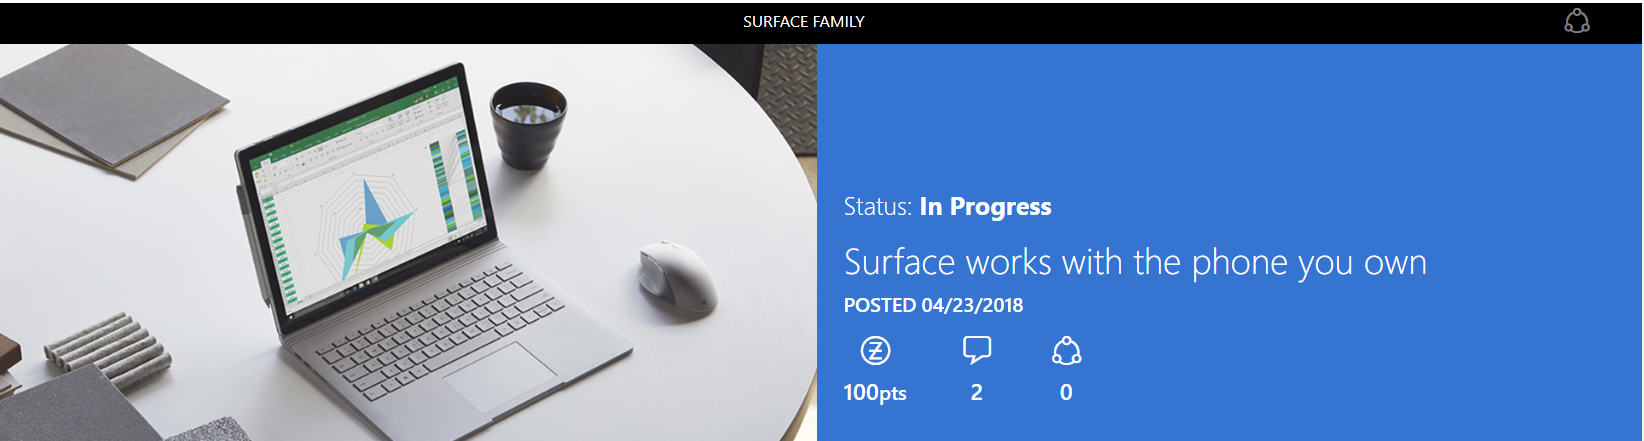 SURFACE FAMILY
Status: In Progress
Surface works with the phone you own
POSTED 04/23/2018
100pts 2 0